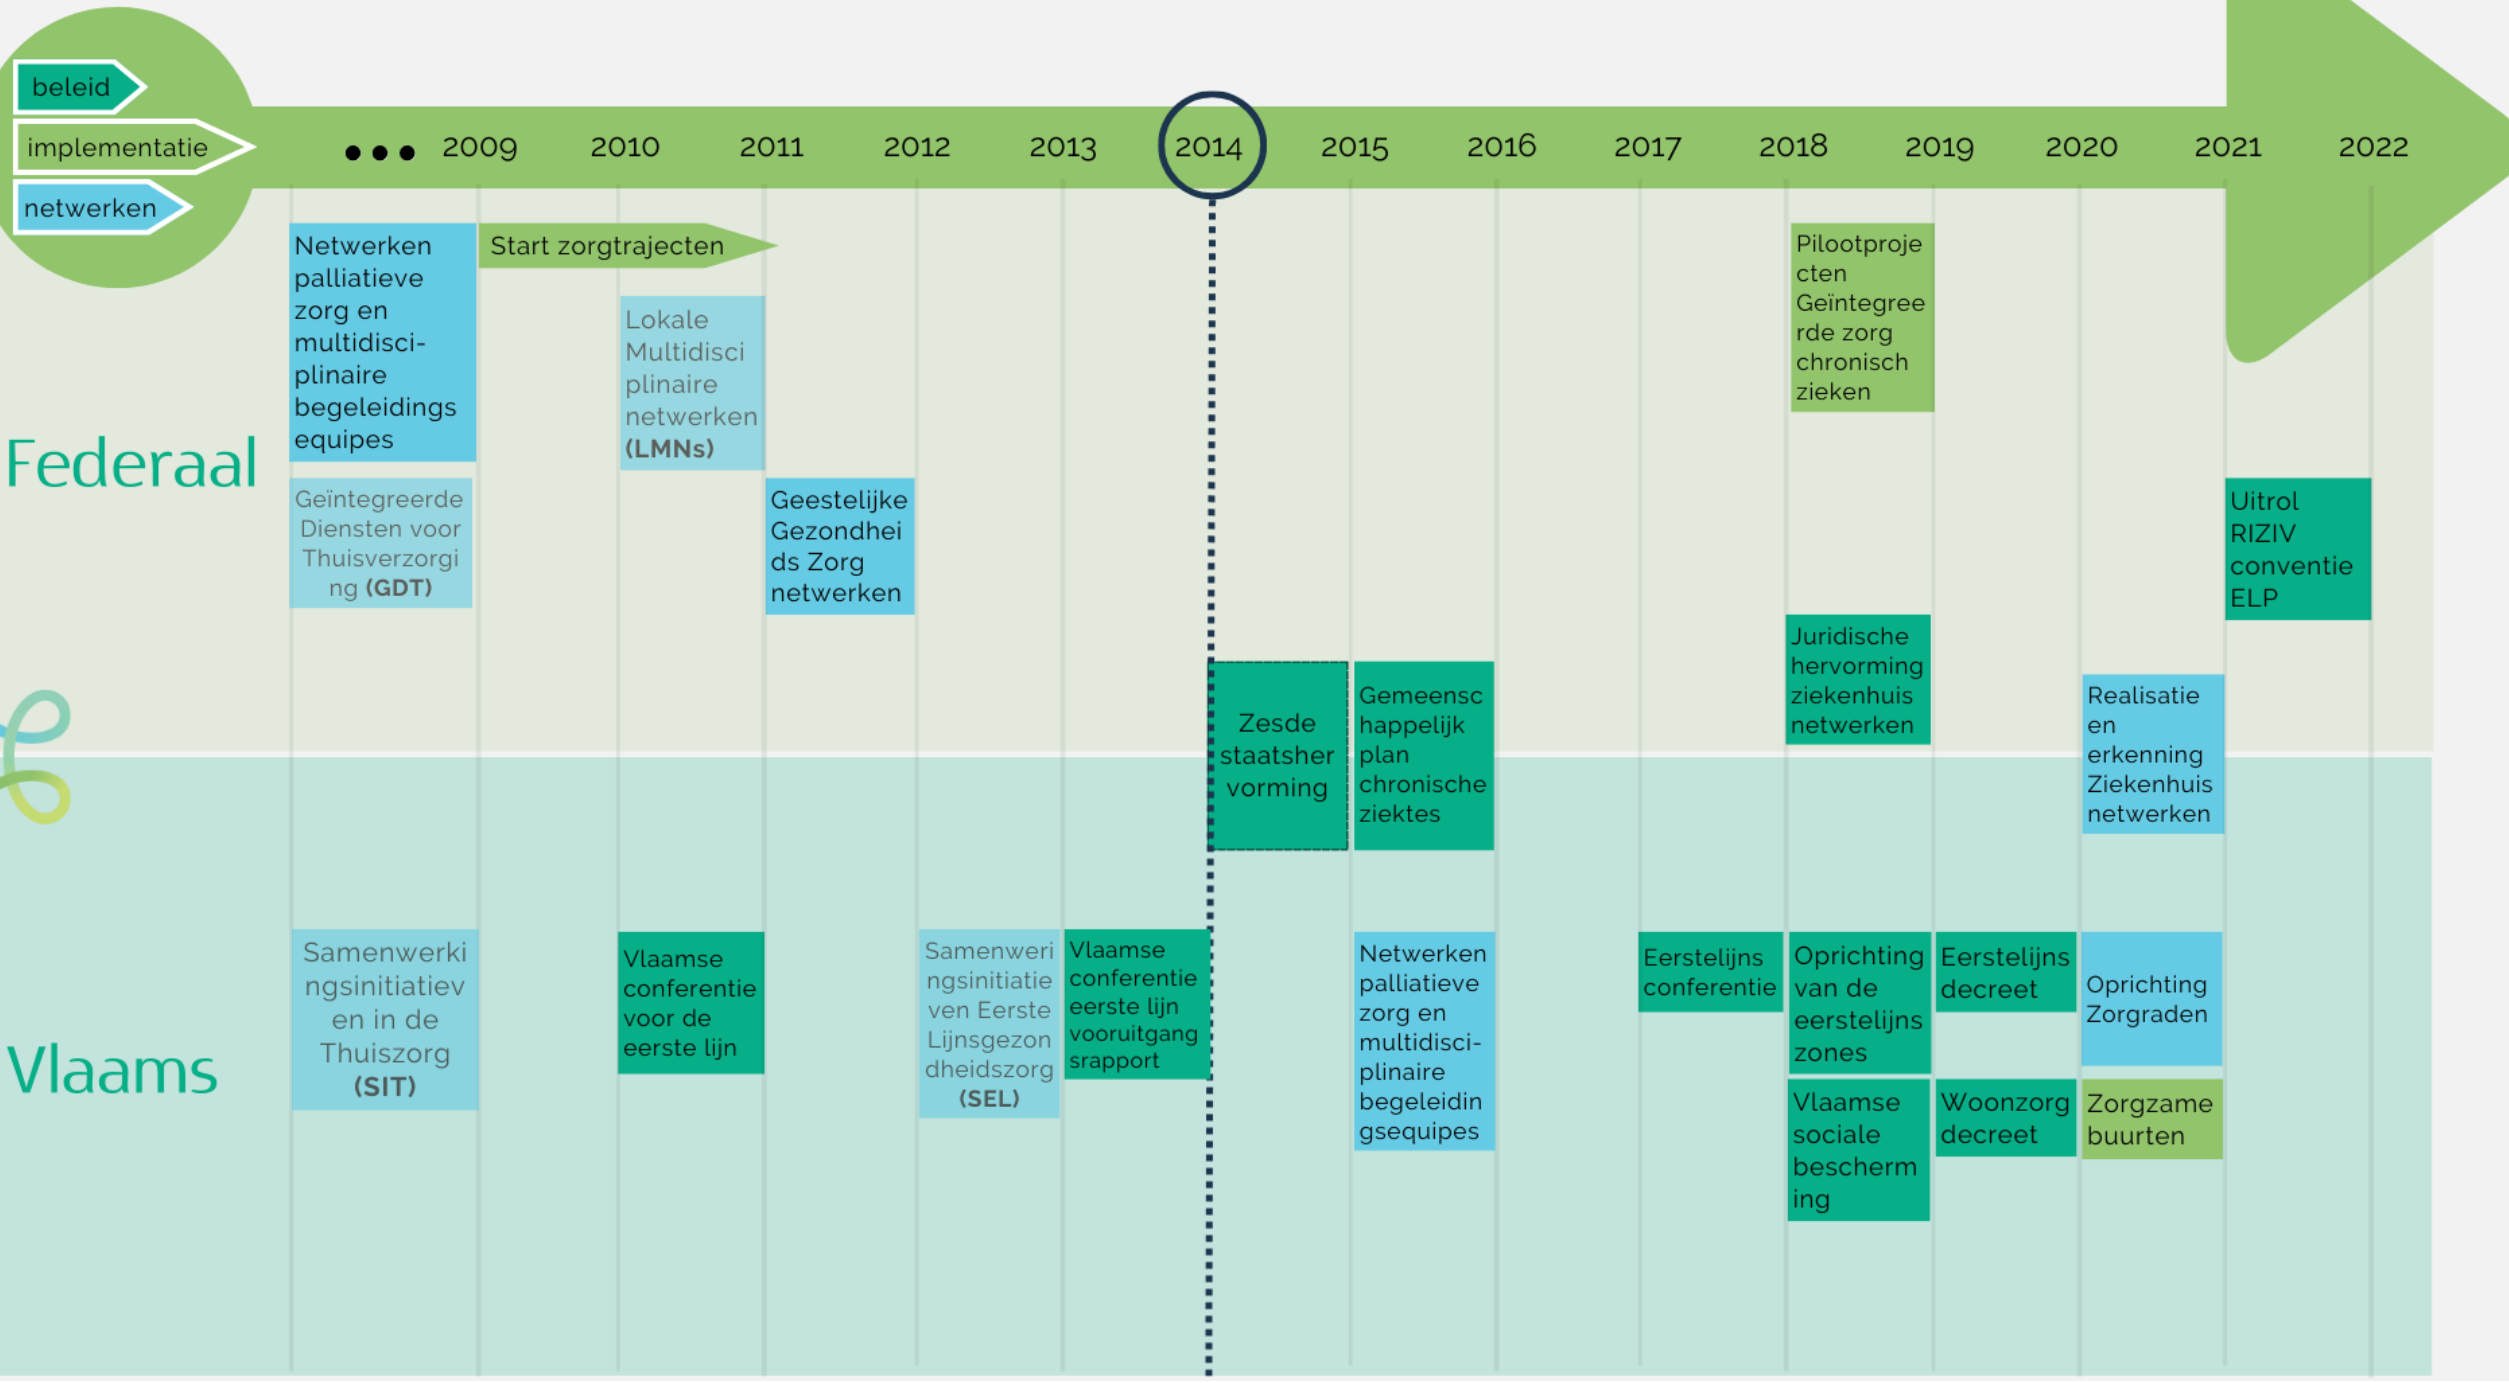 beleid
implementatie
netwerken
••• 2009 2010 2011 2012 2013 2014 2015 2016 2017 2018 2019 2020 2021 2022
Federaal
Netwerken
palliatieve
zorg en
multidisci-
plinaire
begeleidings
equipes
Start zorgtrajecten
Lokale
Multidisci
plinaire
netwerken
(LMNs)
Geïntegreerde
Diensten voor
Thuisverzorgi
ng (GDT)
Geestelijke
Gezondhei
ds Zorg
netwerken
Pilootproje
cten
Geïntegree
rde zorg
chronisch
zieken
Uitrol
RIZIV
conventie
ELP
Juridische
hervorming
ziekenhuis
netwerken
Zesde
staatsher
vorming
Gemeensc
happelijk
plan
chronische
ziektes
Realisatie
en
erkenning
Ziekenhuis
netwerken
Vlaams
Samenwerki
ngsinitiatiev
en in de
Thuiszorg
(SIT)
Vlaamse
conferentie
voor de
eerste lijn
Samenweri
ngsinitiatie
ven Eerste
Lijnsgezon
dheidszorg
(SEL)
Vlaamse
conferentie
eerste lijn
vooruitgang
srapport
Netwerken
palliatieve
zorg en
multidisci-
plinaire
begeleidin
gsequipes
Eerstelijns
conferentie
Oprichting
van de
eerstelijns
zones
Eerstelijns
decreet
Oprichting
Zorgraden
Vlaamse
sociale
bescherm
ing
Woonzorg
decreet
Zorgzame
buurten